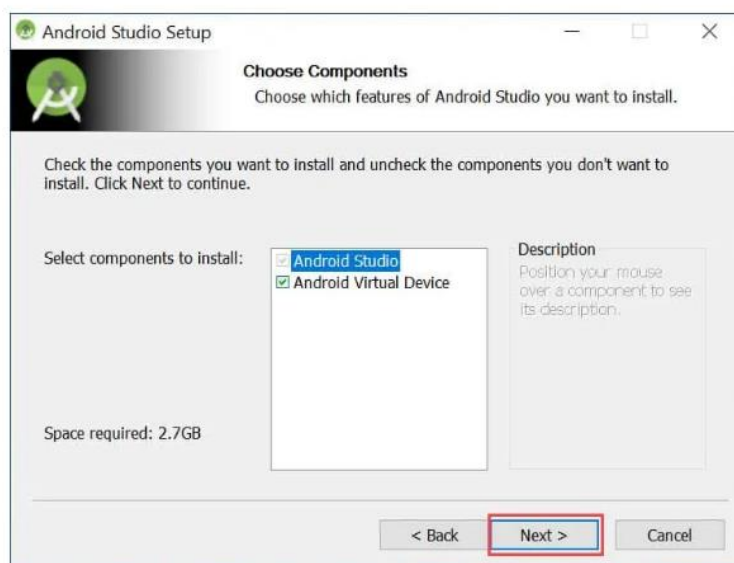 Android Studio Setup
Choose Components
Choose which features of Android Studio you want to install.
Check the components you want to install and uncheck the components you don't want to
install. Click Next to continue.
Select components to install:
Android Studio
Android Virtual Device
Description
Position your mouse
over a component to see
its description.
Space required: 2.7GB
< Back
Next >
Cancel